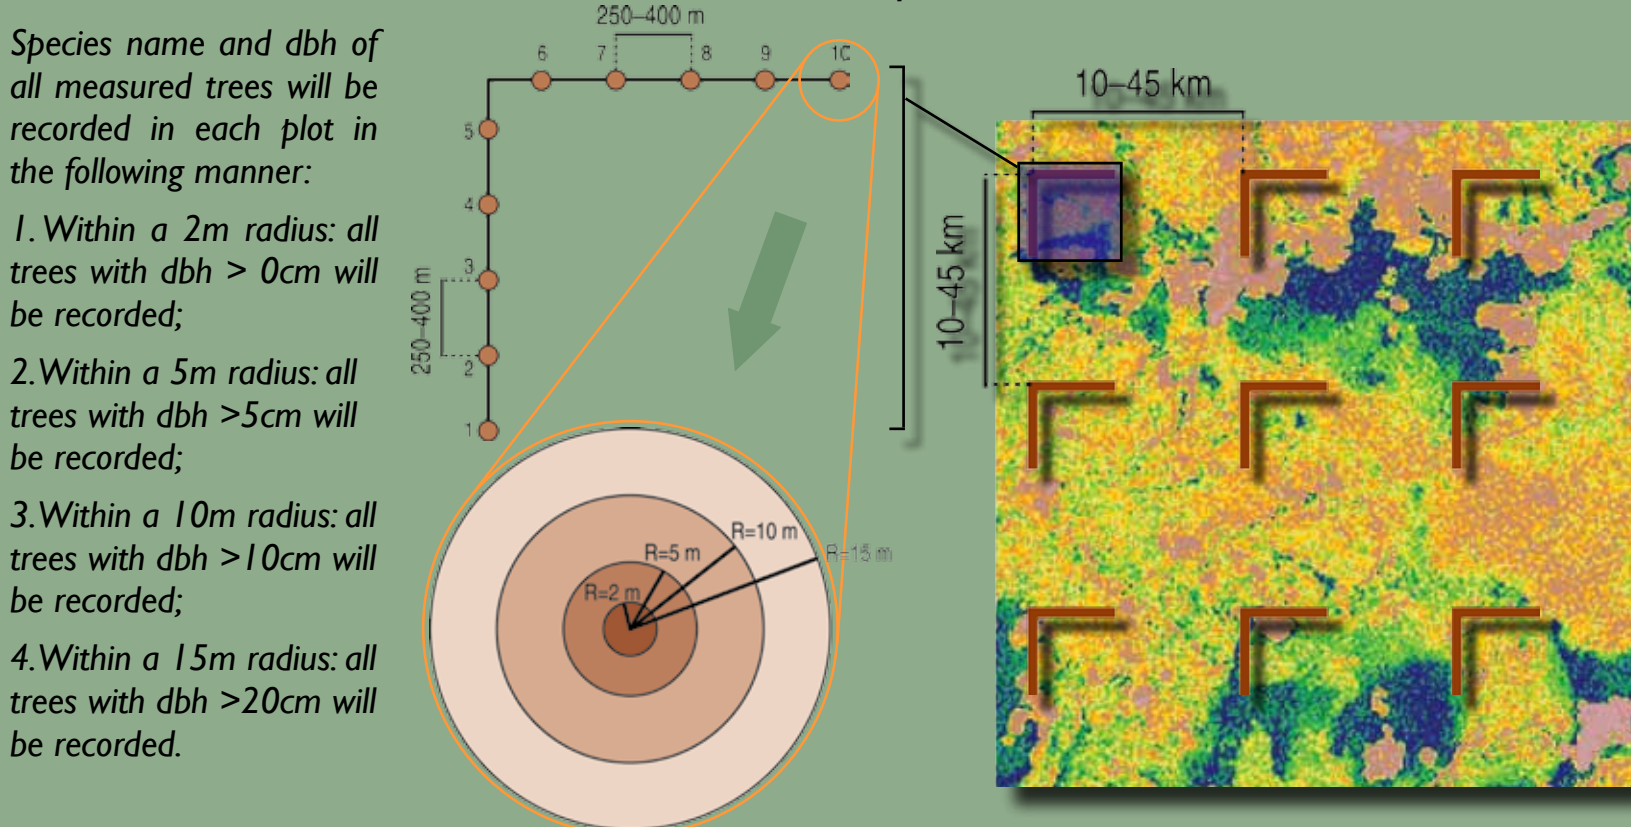 Species name and dbh of
all measured trees will be
recorded in each plot in
the following manner:
1. Within a 2m radius: all
trees with dbh > 0cm will
be recorded;
2. Within a 5m radius: all
trees with dbh >5cm will
be recorded;
3. Within a 10m radius: all
trees with dbh >10cm will
be recorded;
4. Within a 15m radius: all
trees with dbh >20cm will
be recorded.
250–400 m
6 7 8 9 10
5
4
3
2
1
250–400 m
R=2 m
R=5 m
R=10 m
R=15 m
10–45 km
10–45 km